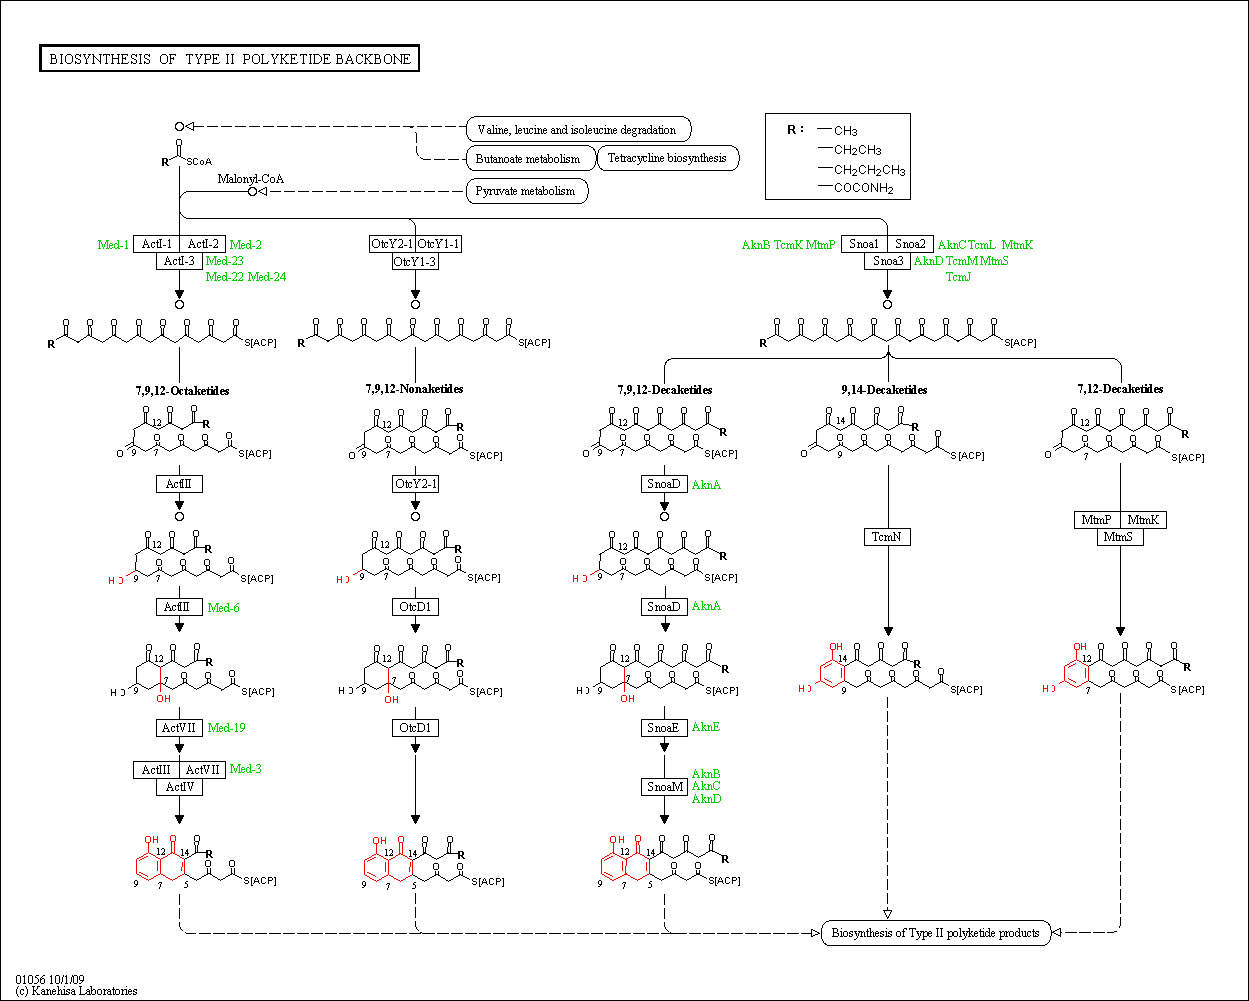 BIOSYNTHESIS OF TYPE II POLYKETIDE BACKBONE
Valine, leucine and isoleucine degradation
R : CH3
CH2CH3
CH2CH2CH3
COCONH2
O
R SCoA
Butanoate metabolism Tetracycline biosynthesis
Malonyl-CoA
Pyruvate metabolism
Med-1 ActI-1 ActI-2 Med-2
ActI-3 Med-23
Med-22 Med-24
OtcY2-1 OtcY1-1
OtcY1-3
AknB TcmK MtmP Snoa1 Snoa2 AknC TcmL MtmK
Snoa3 AknD TcmM MtmS
TcmJ
O O O O O O O O
R S[ACP]
O O O O O O O O O
R S[ACP]
O O O O O O O O O O
R S[ACP]
7,9,12-Octaketides
7,9,12-Nonaketides
7,9,12-Decaketides
9,14-Decaketides
7,12-Decaketides
O O O
12 R
O O O O
O 9 7 S[ACP]
O O O O
12 R
O O O O
O 9 7 S[ACP]
O O O O O
12 R
O O O O
O 9 7 S[ACP]
O O O O
14 R
O O O O
O 9 S[ACP]
O O O O O
12 R
O O O O
O 7 S[ACP]
ActIII
OtcY2-1
SnoaD AknA
TcmN
MtmP MtmK
MtmS
O O O
12 R
O O O
HO 9 7 S[ACP]
O O O O
12 R
O O O
HO 9 7 S[ACP]
O O O O O
12 R
O O O
HO 9 7 S[ACP]
ActIII Med-6
OtcD1
SnoaD AknA
O O O
12 R
O O
HO 9 7 OH S[ACP]
O O O O
12 R
O O
HO 9 7 OH S[ACP]
O O O O O
12 R
O O
HO 9 7 OH S[ACP]
OH O O O
14 R
O O O
HO 9 S[ACP]
OH O O O O
12 R
O O O
HO 7 S[ACP]
ActVII Med-19
OtcD1
SnoaE AknE
ActIII ActVII Med-3
ActIV
AknB
SnoaM AknC
AknD
OH O O
12 14 R
O O
9 7 5 S[ACP]
OH O O O
12 14 R
O O
9 7 5 S[ACP]
OH O O O O
12 14 R
O O
9 7 5 S[ACP]
Biosynthesis of Type II polyketide products
01056 10/1/09
(c) Kanehisa Laboratories